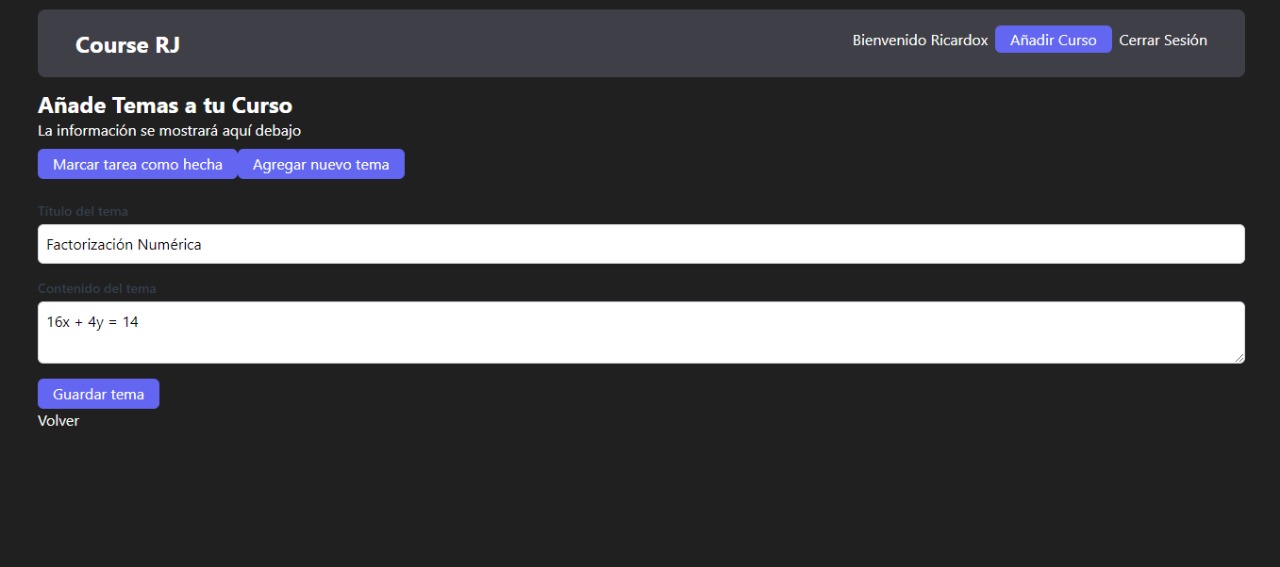 Course RJ
Bienvenido Ricardox Añadir Curso Cerrar Sesión
Añade Temas a tu Curso
La información se mostrará aquí debajo
Marcar tarea como hecha Agregar nuevo tema
Título del tema
Factorización Numérica
Contenido del tema
16x + 4y = 14
Guardar tema
Volver